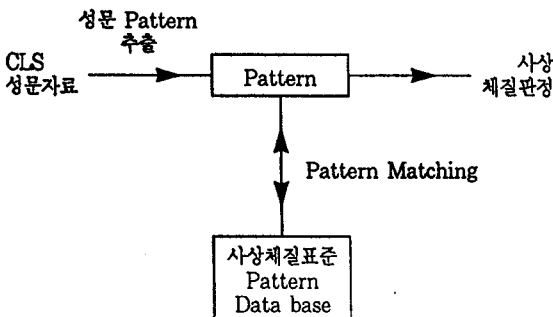 성문 Pattern
추출
CLS
성문자료
Pattern
사상
체질판정
Pattern Matching
사상체질표준
Pattern
Data base